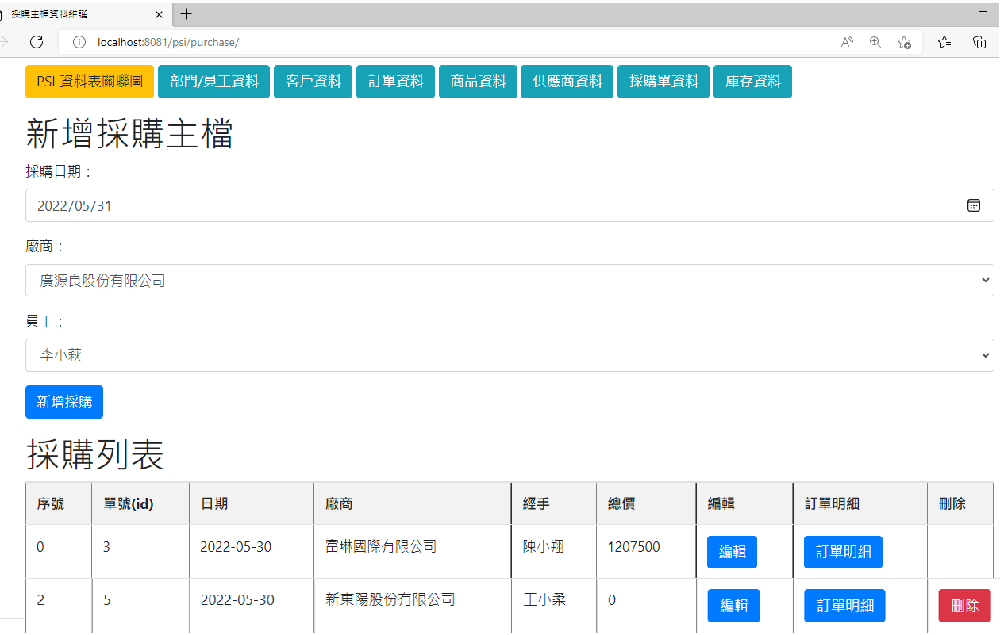 採購主檔資料維護
localhost:8081/psi/purchase/
PSI 資料表關聯圖 部門/員工資料 客戶資料 訂單資料 商品資料 供應商資料 採購單資料 庫存資料
新增採購主檔
採購日期：
2022/05/31
廠商：
廣源良股份有限公司
員工：
李小萩
新增採購
採購列表
序號 單號(id) 日期 廠商 經手 總價 編輯 訂單明細 刪除
0 3 2022-05-30 富琳國際有限公司 陳小翔 1207500 編輯 訂單明細
2 5 2022-05-30 新東陽股份有限公司 王小柔 0 編輯 訂單明細 刪除